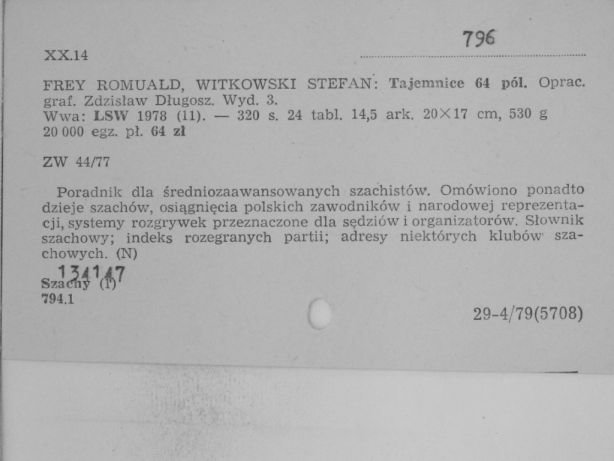 796
XX.14
FREY ROMUALD, WITKOWSKI STEFAN: Tajemnice 64 pól. Oprac.
graf. Zdzisław Długosz. Wyd. 3.
Wwa: LSW 1978 (11). — 320 s. 24 tabl. 14,5 ark. 20×17 cm, 530 g
20 000 egz. pł. 64 zł
ZW 44/77
Poradnik dla średniozaawansowanych szachistów. Omówiono ponadto
dzieje szachów, osiągnięcia polskich zawodników i narodowej reprezenta-
cji, systemy rozgrywek przeznaczone dla sędziów i organizatorów. Słownik
szachowy; indeks rozegranych partii; adresy niektórych klubów sza-
chowych. (N)
134147
Szachy (1)
794.1
29-4/79(5708)